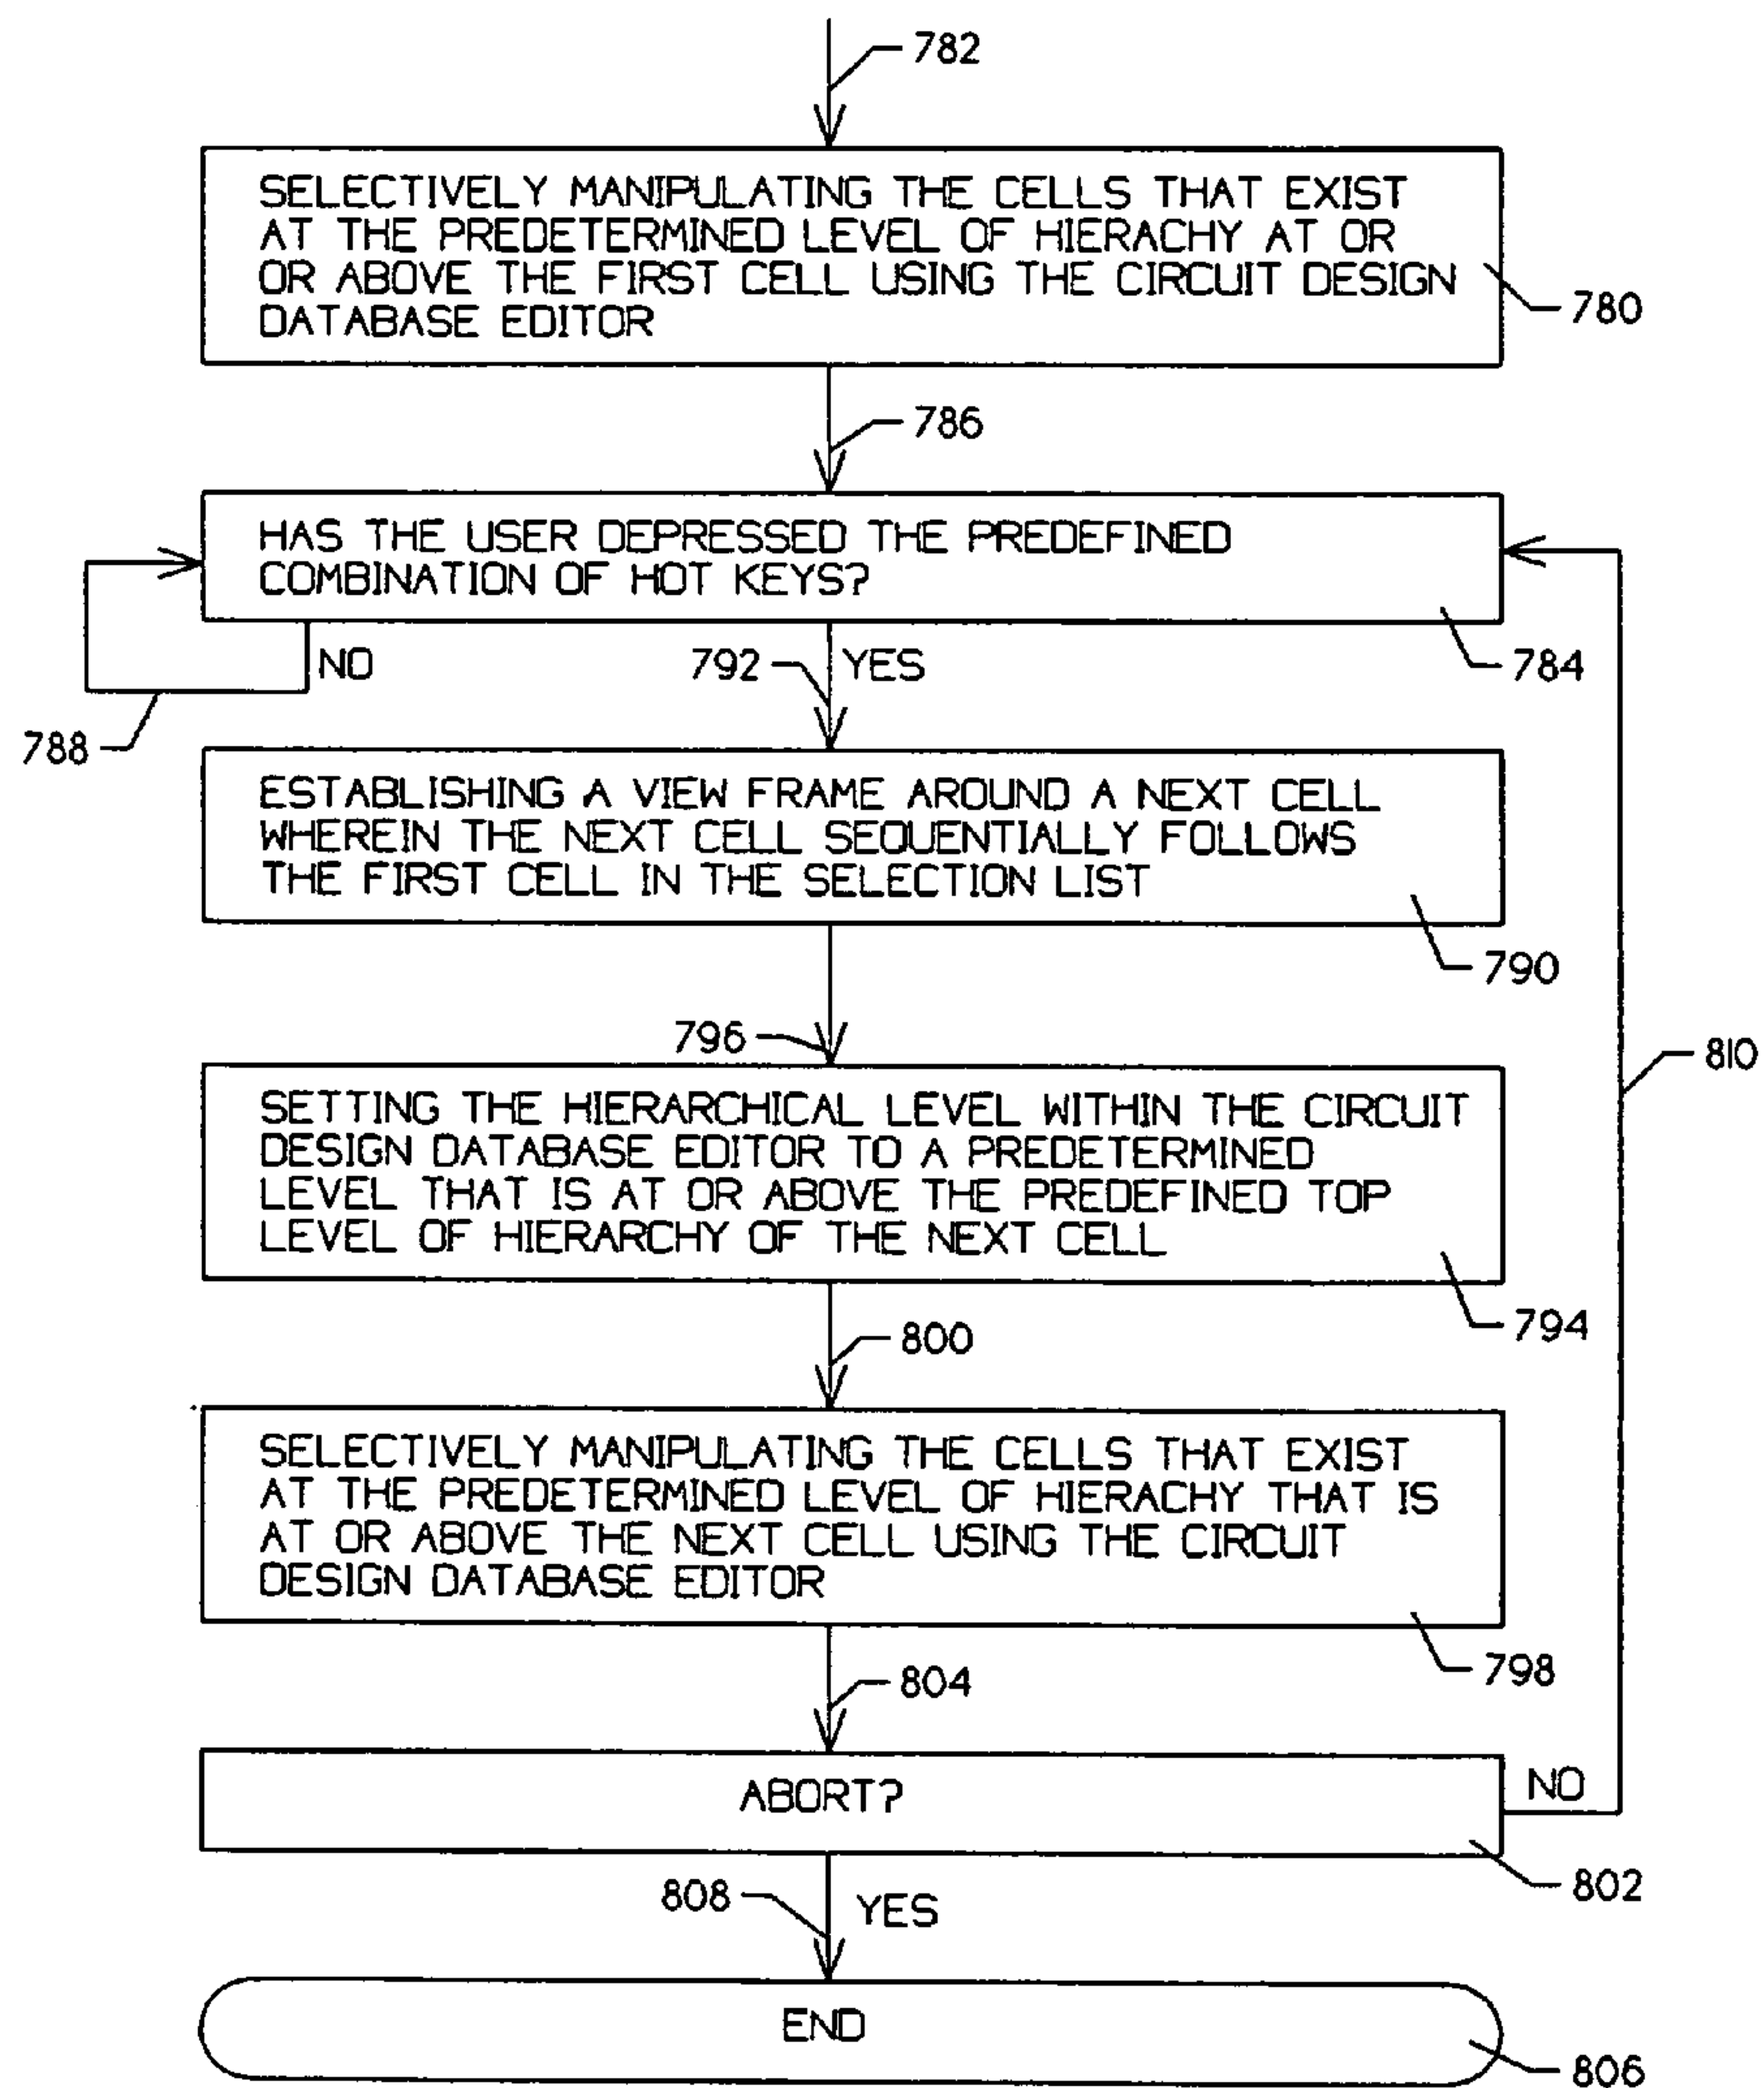 782
SELECTIVELY MANIPULATING THE CELLS THAT EXIST
AT THE PREDETERMINED LEVEL OF HIERACHY AT OR
OR ABOVE THE FIRST CELL USING THE CIRCUIT DESIGN
DATABASE EDITOR
780
786
HAS THE USER DEPRESSED THE PREDEFINED
COMBINATION OF HOT KEYS?
784
NO
788
792
YES
ESTABLISHING A VIEW FRAME AROUND A NEXT CELL
WHEREIN THE NEXT CELL SEQUENTIALLY FOLLOWS
THE FIRST CELL IN THE SELECTION LIST
790
796
810
SETTING THE HIERARCHICAL LEVEL WITHIN THE CIRCUIT
DESIGN DATABASE EDITOR TO A PREDETERMINED
LEVEL THAT IS AT OR ABOVE THE PREDEFINED TOP
LEVEL OF HIERARCHY OF THE NEXT CELL
794
800
SELECTIVELY MANIPULATING THE CELLS THAT EXIST
AT THE PREDETERMINED LEVEL OF HIERACHY THAT IS
AT OR ABOVE THE NEXT CELL USING THE CIRCUIT
DESIGN DATABASE EDITOR
798
804
ABORT?
NO
802
808
YES
END
806